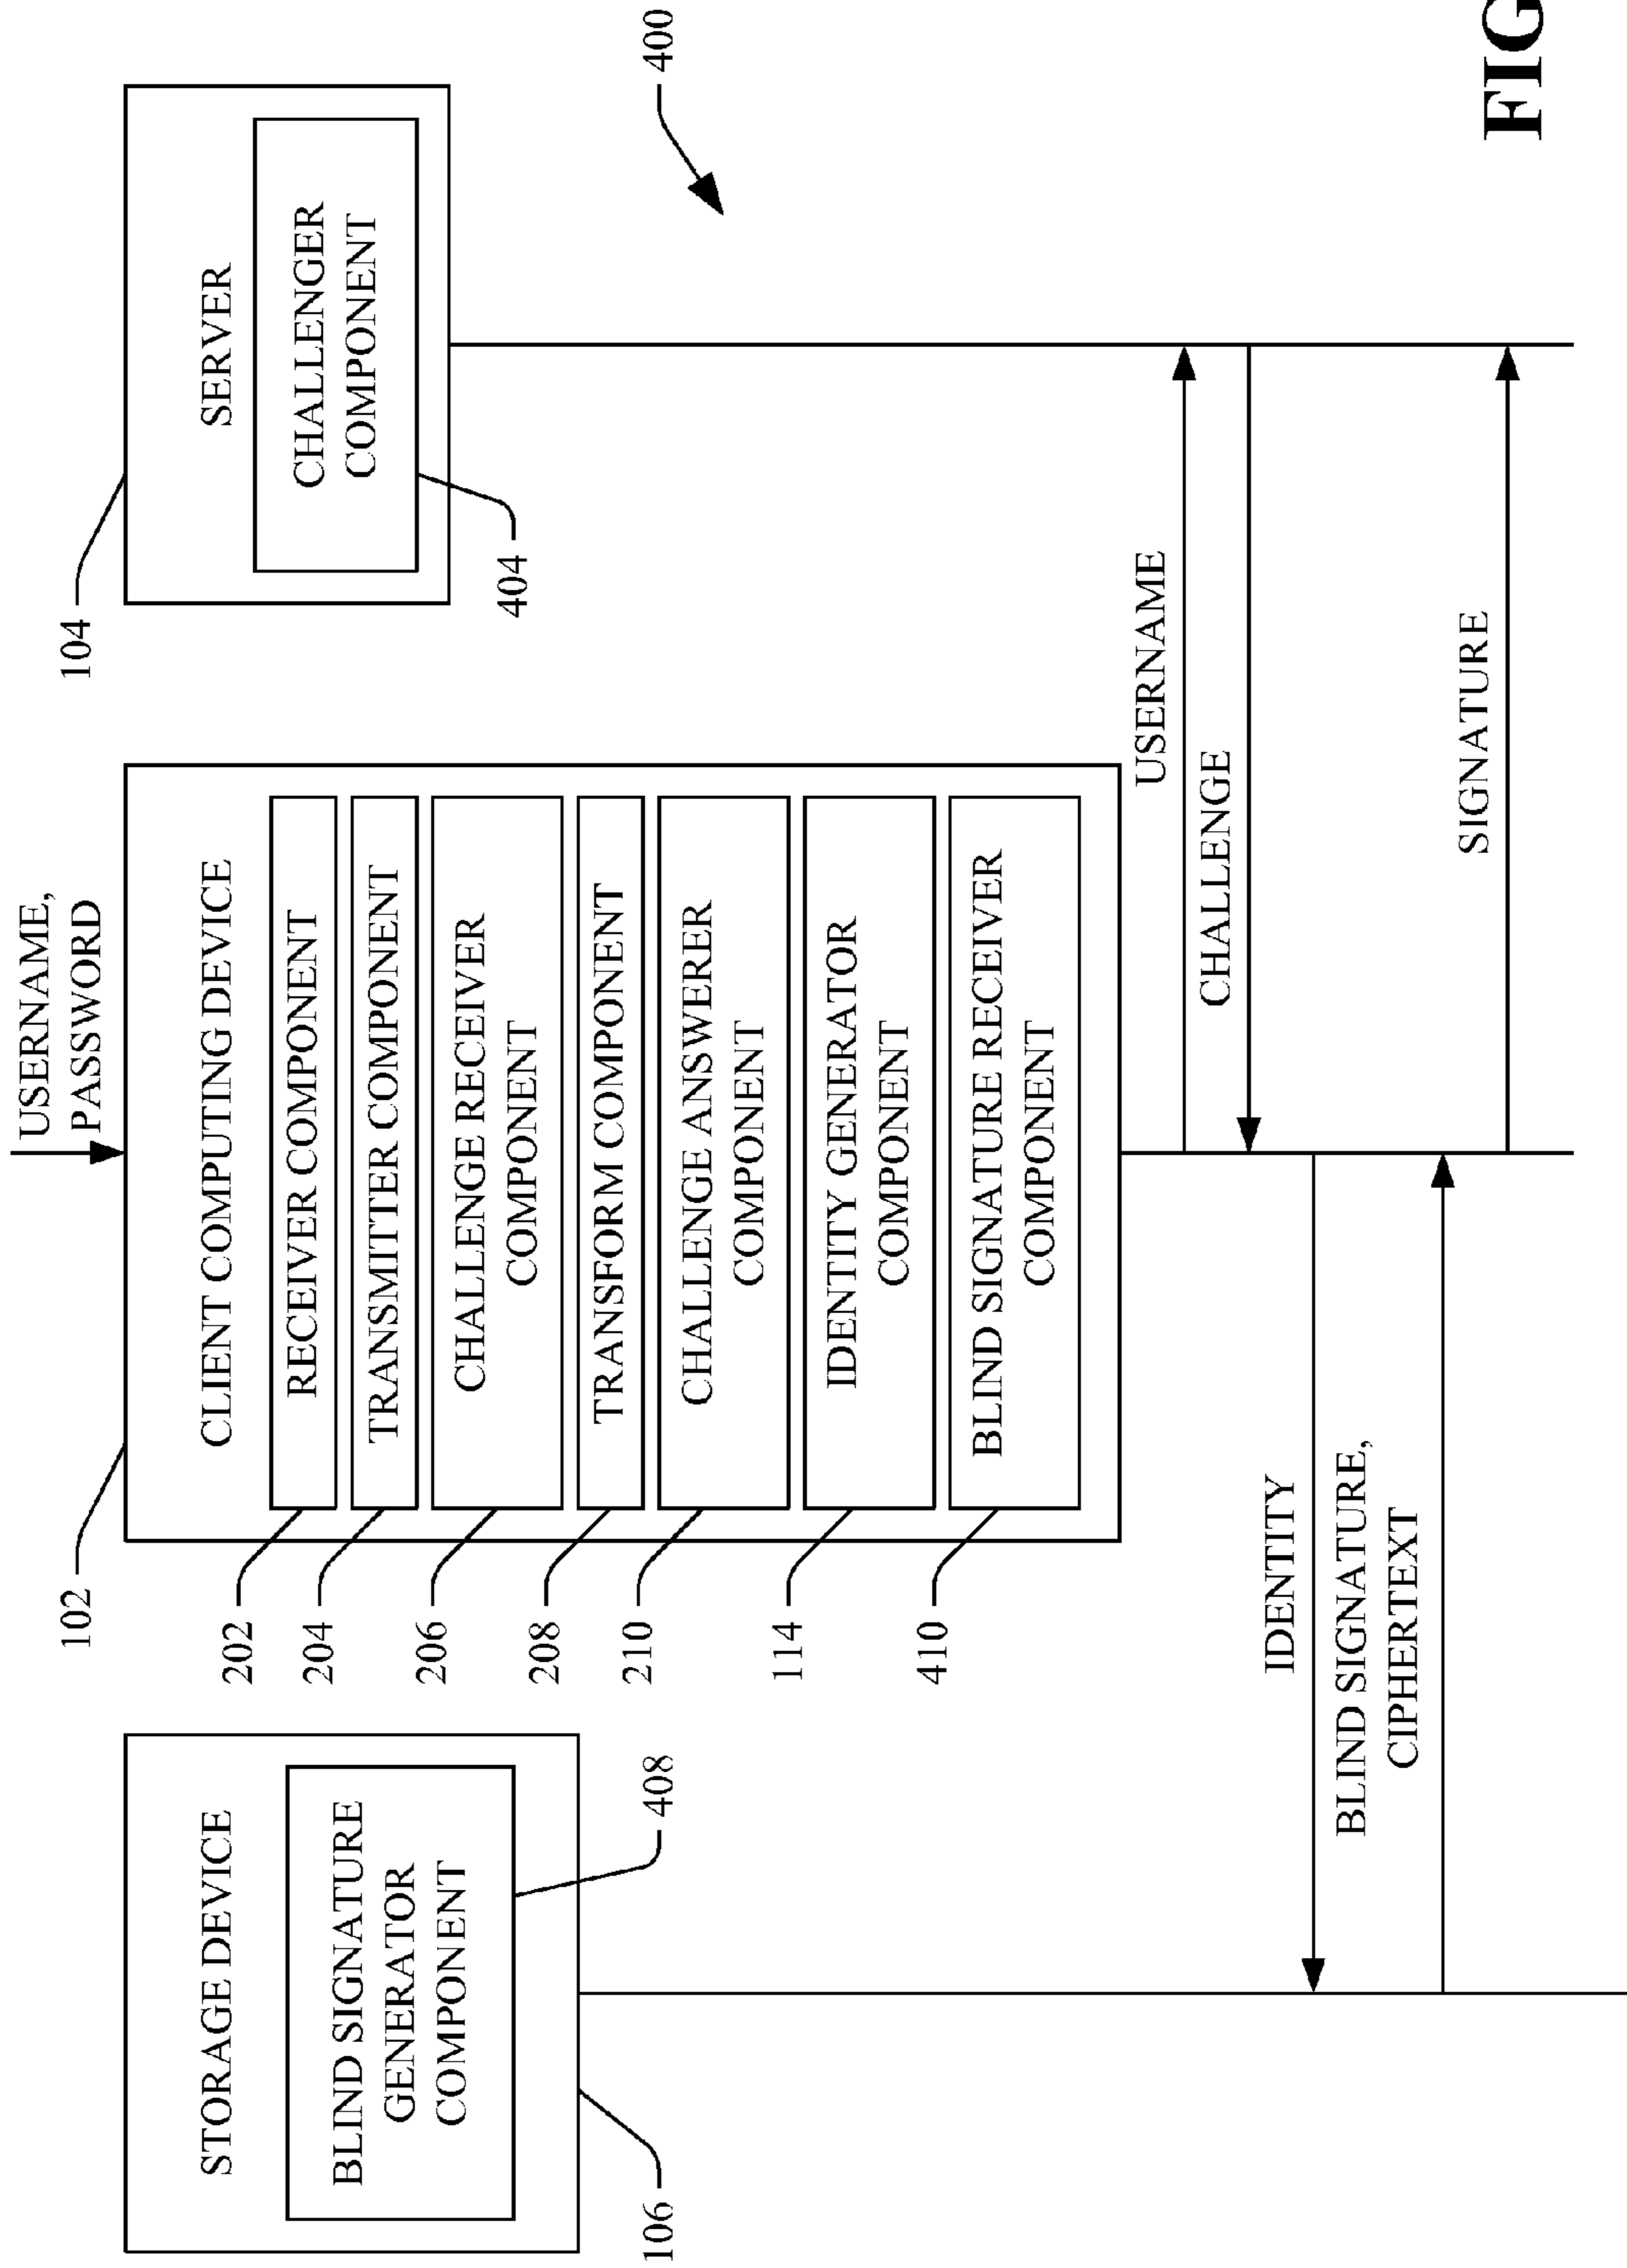 USERNAME,
PASSWORD
102
104
106
STORAGE DEVICE
BLIND SIGNATURE
GENERATOR
COMPONENT
408
CLIENT COMPUTING DEVICE
202
RECEIVER COMPONENT
204
TRANSMITTER COMPONENT
206
CHALLENGE RECEIVER
COMPONENT
208
TRANSFORM COMPONENT
210
CHALLENGE ANSWERER
COMPONENT
114
IDENTITY GENERATOR
COMPONENT
410
BLIND SIGNATURE RECEIVER
COMPONENT
SERVER
CHALLENGER
COMPONENT
404
400
USERNAME
CHALLENGE
IDENTITY
BLIND SIGNATURE,
CIPHERTEXT
SIGNATURE
FIG